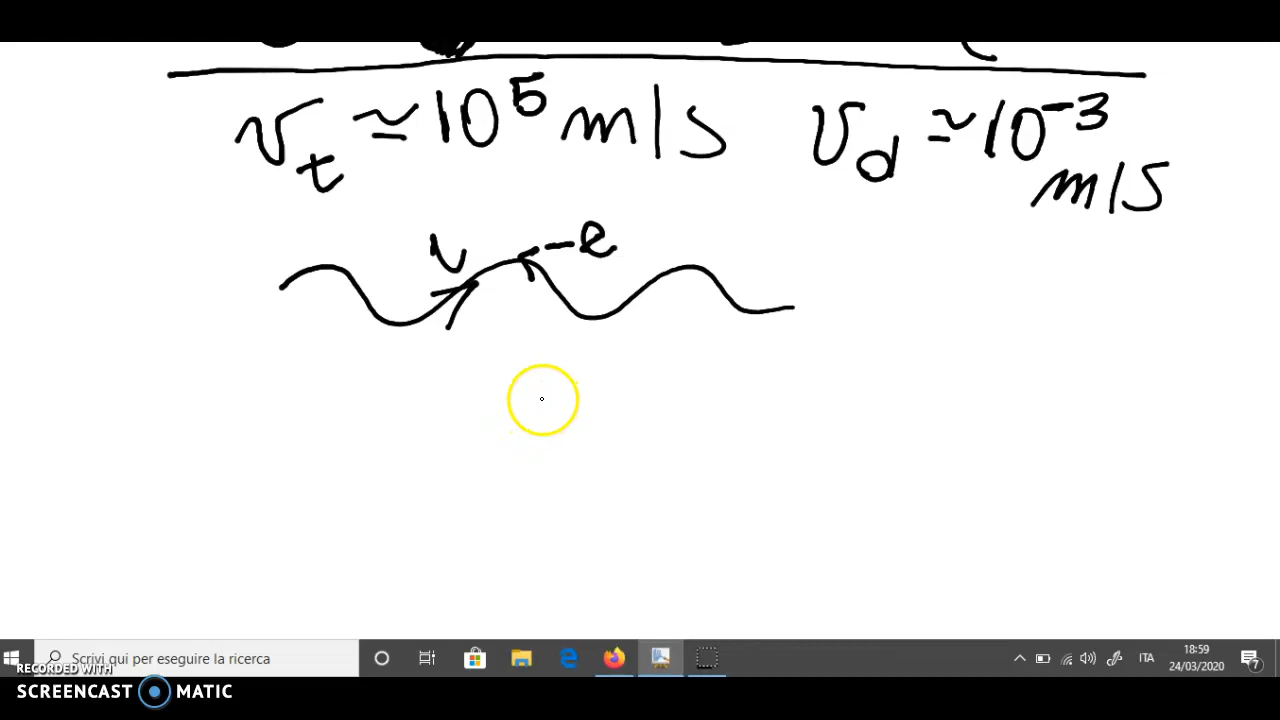 v_t ≃ 10^5 m/s v_d ≃ 10^-3
m/s
i -e
Scrivi qui per eseguire la ricerca
ITA
18:59
24/03/2020
7
RECORDED WITH
SCREENCAST MATIC